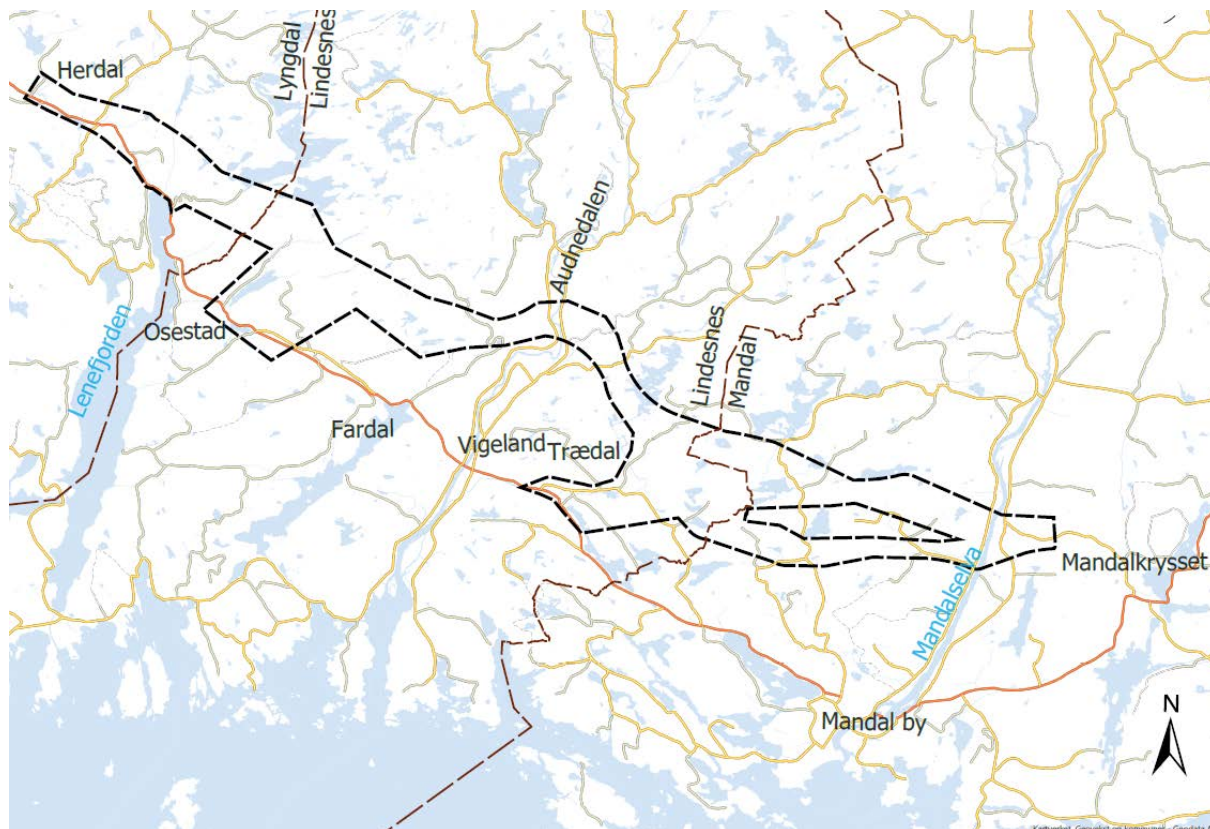 Herdal
Lyngdal
Lindesnes
Audnedalen
Lenefjorden
Osestad
Lindesnes
Mandal
Fardal
Vigeland
Trædal
Mandalselva
Mandalkrysset
Mandal by
N